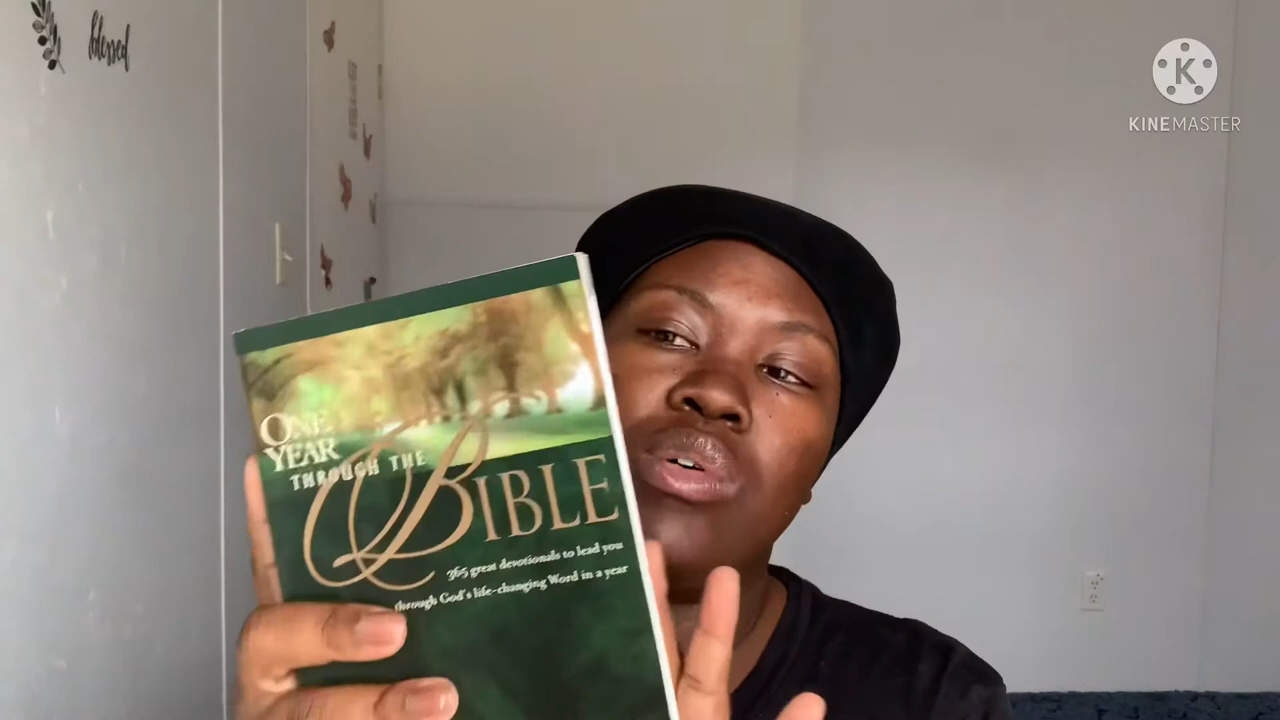 blessed
KINEMASTER
ONE
YEAR
THROUGH THE
BIBLE
365 great devotionals to lead you
through God's life-changing Word in a year